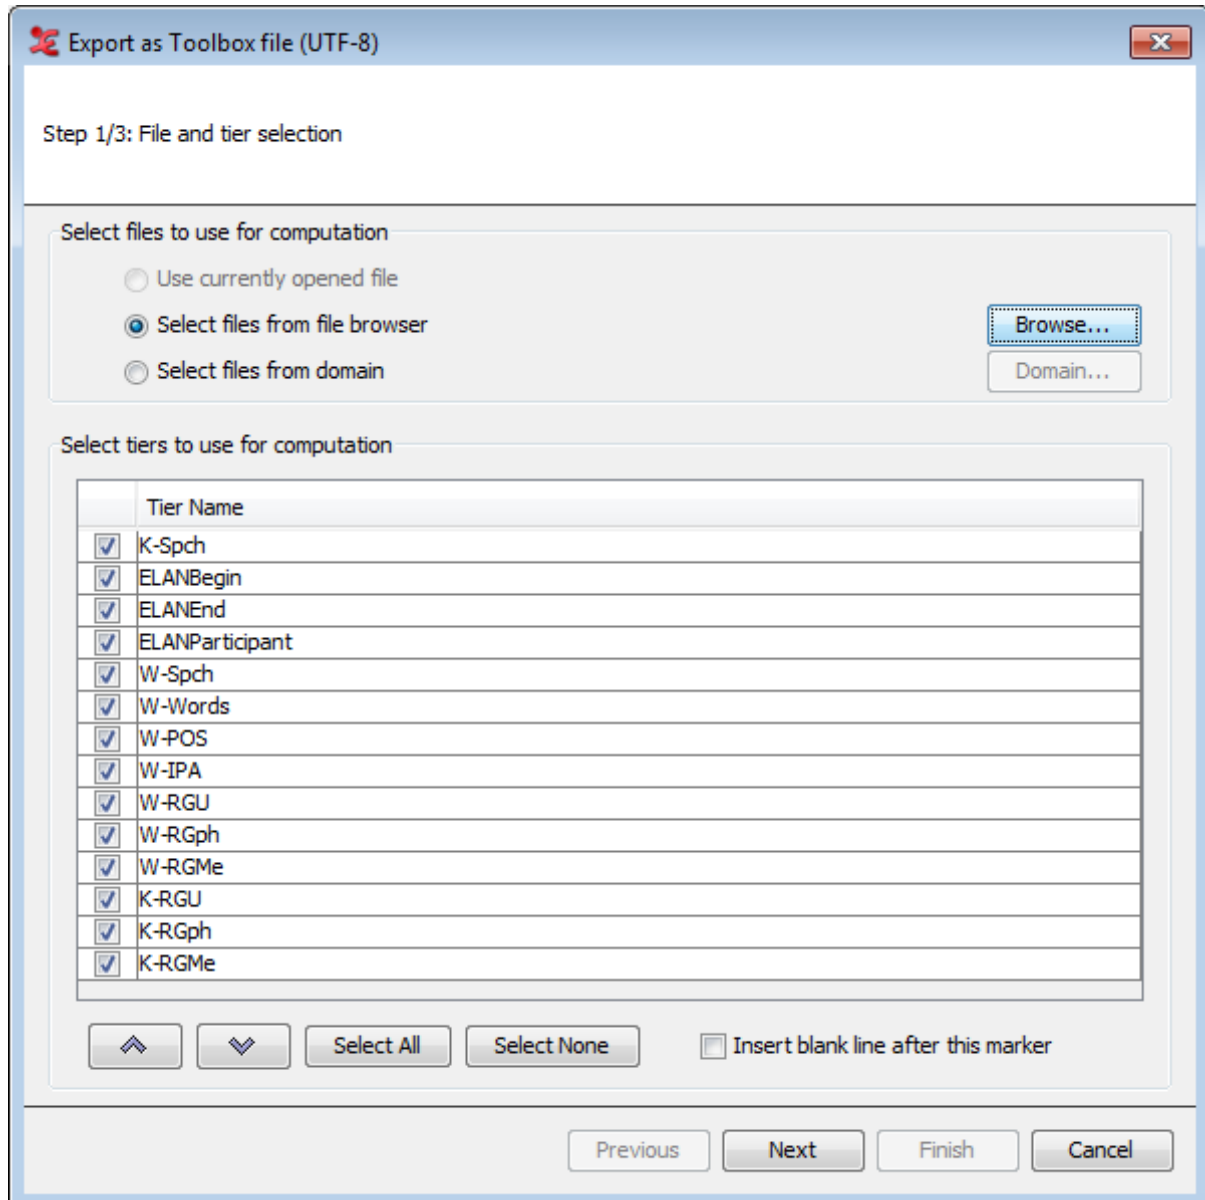 Export as Toolbox file (UTF-8)
Step 1/3: File and tier selection
Select files to use for computation
Use currently opened file
Select files from file browser
Browse...
Select files from domain
Domain...
Select tiers to use for computation
Tier Name
K-Spch
ELANBegin
ELANEnd
ELANParticipant
W-Spch
W-Words
W-POS
W-IPA
W-RGU
W-RGph
W-RGMe
K-RGU
K-RGph
K-RGMe
Select All
Select None
Insert blank line after this marker
Previous
Next
Finish
Cancel